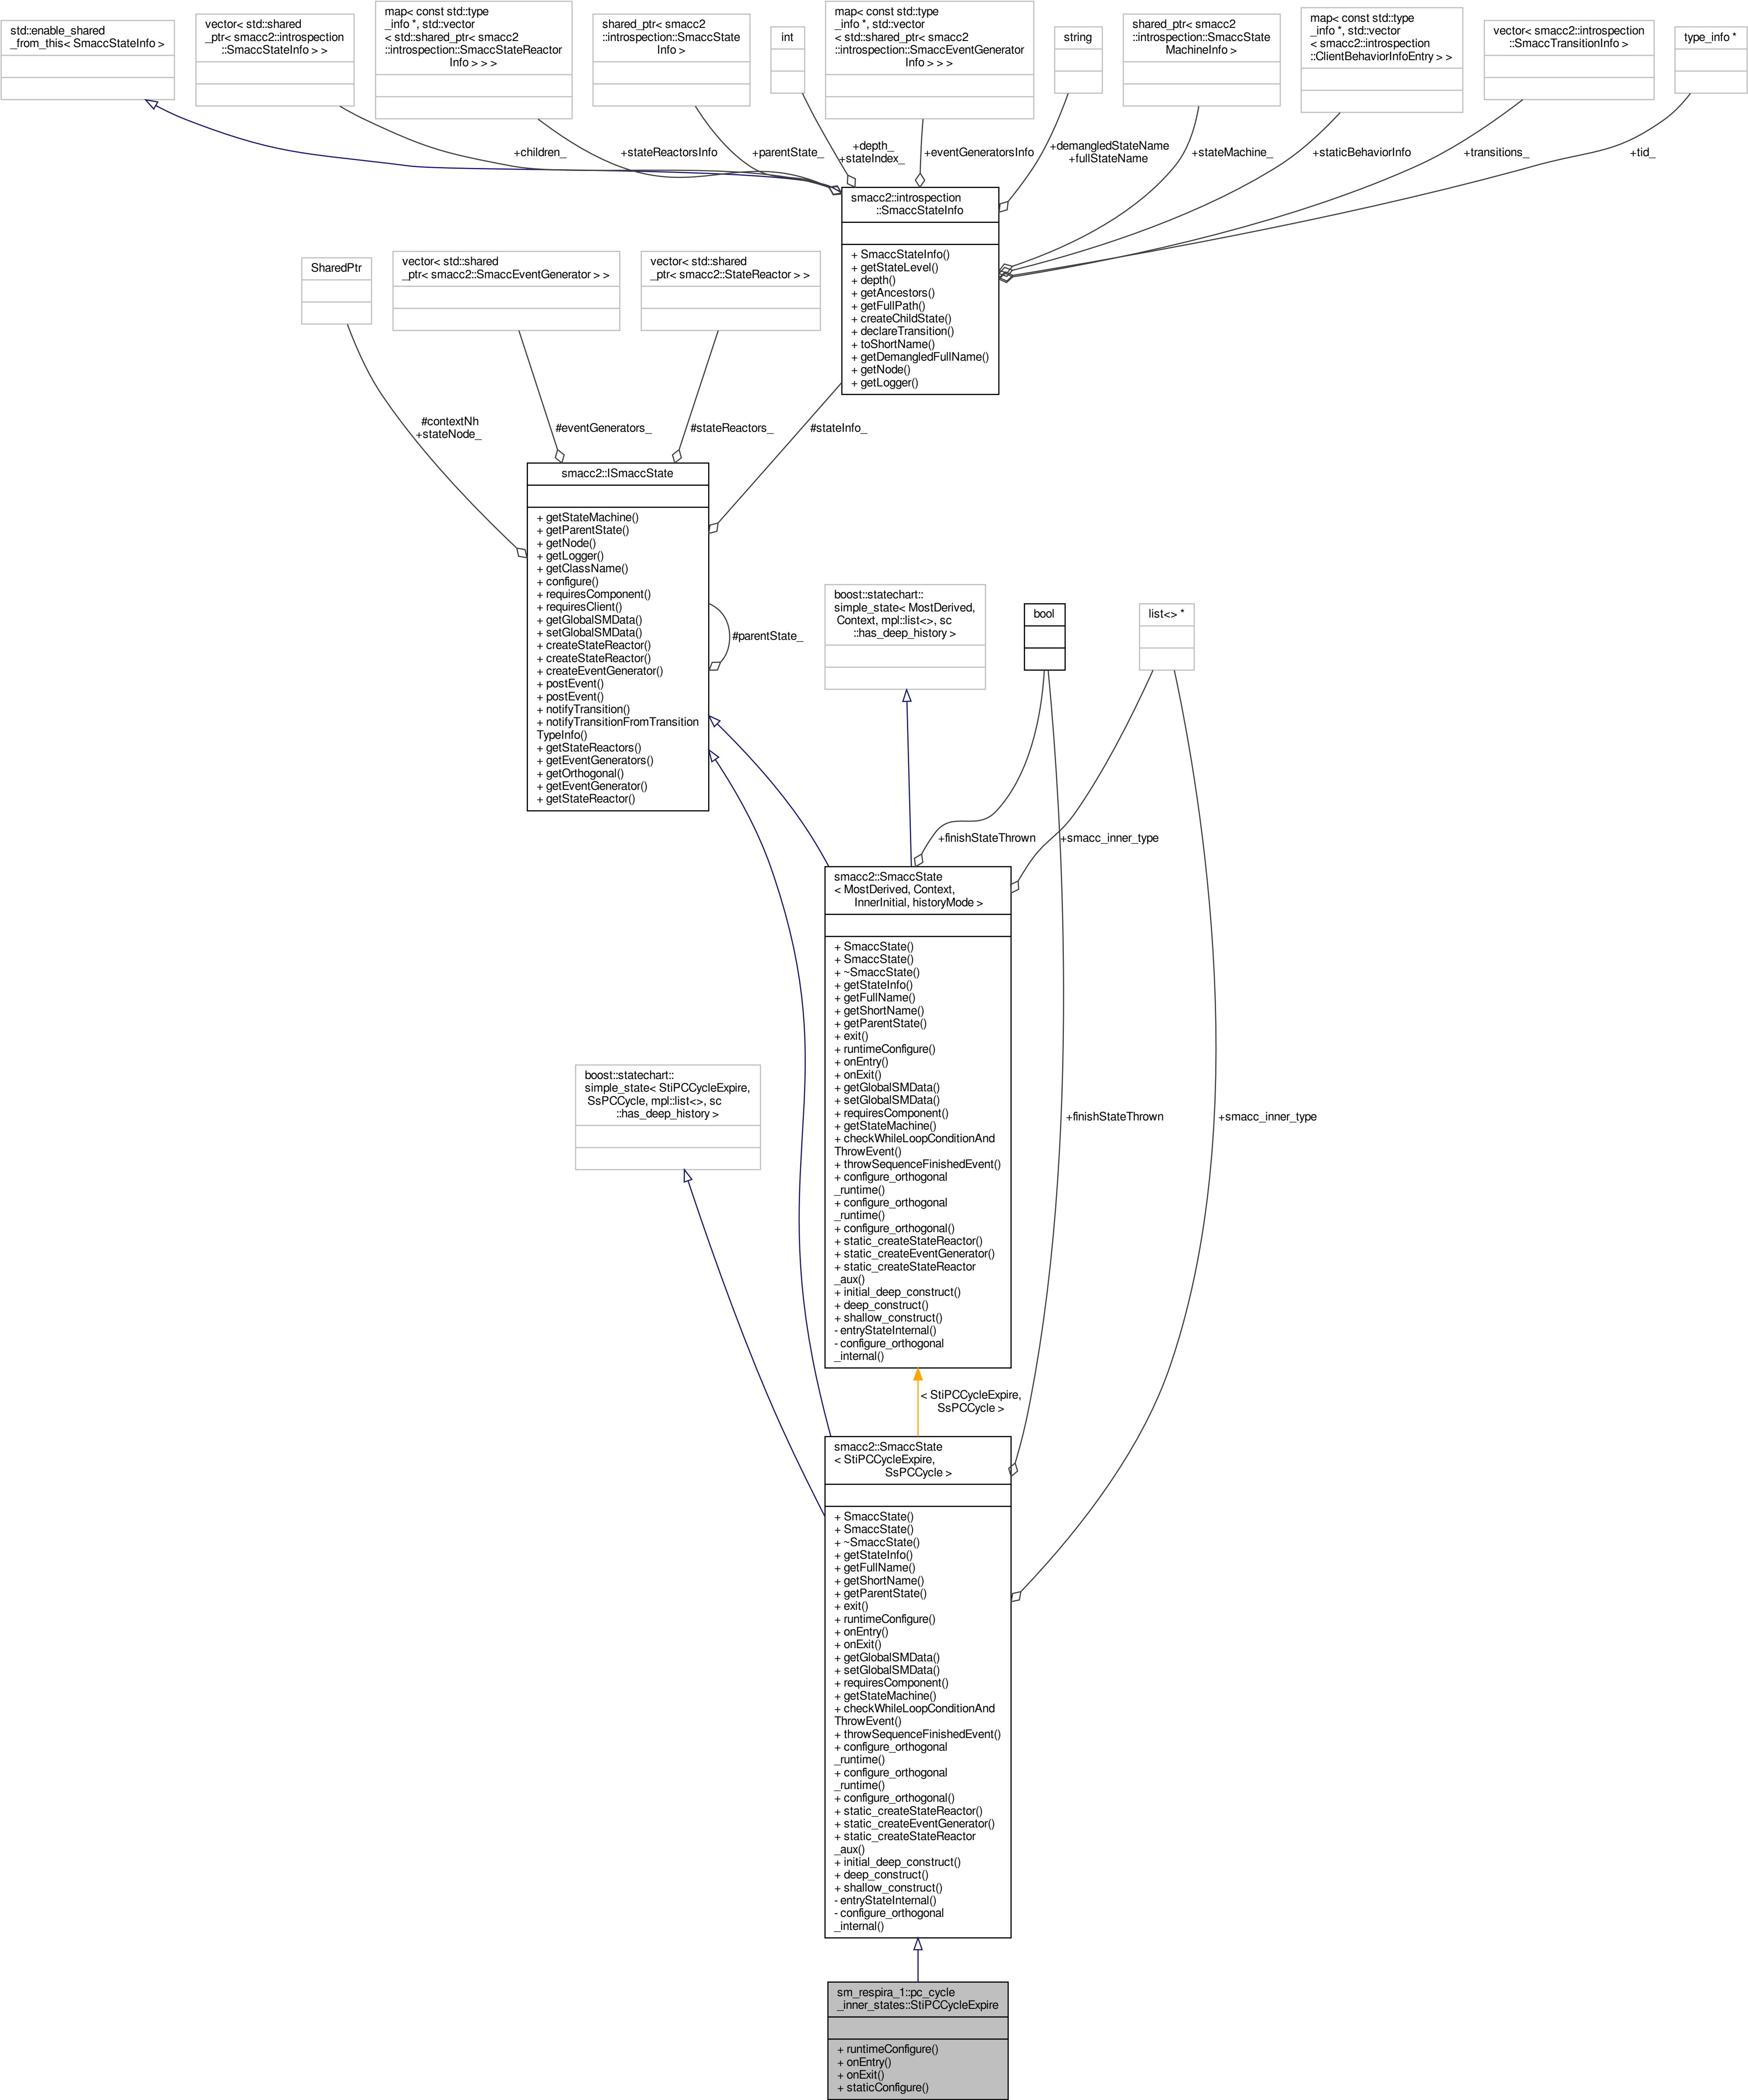 std::enable_shared
_from_this< SmaccStateInfo >
vector< std::shared
_ptr< smacc2::introspection
::SmaccStateInfo > >
map< const std::type
_info *, std::vector
< std::shared_ptr< smacc2
::introspection::SmaccStateReactor
Info > > >
shared_ptr< smacc2
::introspection::SmaccState
Info >
int
map< const std::type
_info *, std::vector
< std::shared_ptr< smacc2
::introspection::SmaccEventGenerator
Info > > >
string
shared_ptr< smacc2
::introspection::SmaccState
MachineInfo >
map< const std::type
_info *, std::vector
< smacc2::introspection
::ClientBehaviorInfoEntry > >
vector< smacc2::introspection
::SmaccTransitionInfo >
type_info *
+children_
+stateReactorsInfo
+parentState_
+depth_
+stateIndex_
+eventGeneratorsInfo
+demangledStateName
+fullStateName
+stateMachine_
+staticBehaviorInfo
+transitions_
+tid_
smacc2::introspection
::SmaccStateInfo
+ SmaccStateInfo()
+ getStateLevel()
+ depth()
+ getAncestors()
+ getFullPath()
+ createChildState()
+ declareTransition()
+ toShortName()
+ getDemangledFullName()
+ getNode()
+ getLogger()
SharedPtr
vector< std::shared
_ptr< smacc2::SmaccEventGenerator > >
vector< std::shared
_ptr< smacc2::StateReactor > >
#contextNh
+stateNode_
#eventGenerators_
#stateReactors_
#stateInfo_
smacc2::ISmaccState
+ getStateMachine()
+ getParentState()
+ getNode()
+ getLogger()
+ getClassName()
+ configure()
+ requiresComponent()
+ requiresClient()
+ getGlobalSMData()
+ setGlobalSMData()
+ createStateReactor()
+ createStateReactor()
+ createEventGenerator()
+ postEvent()
+ postEvent()
+ notifyTransition()
+ notifyTransitionFromTransition
TypeInfo()
+ getStateReactors()
+ getEventGenerators()
+ getOrthogonal()
+ getEventGenerator()
+ getStateReactor()
#parentState_
boost::statechart::
simple_state< MostDerived,
Context, mpl::list<>, sc
::has_deep_history >
bool
list<> *
+finishStateThrown
+smacc_inner_type
smacc2::SmaccState
< MostDerived, Context,
InnerInitial, historyMode >
+ SmaccState()
+ SmaccState()
+ ~SmaccState()
+ getStateInfo()
+ getFullName()
+ getShortName()
+ getParentState()
+ exit()
+ runtimeConfigure()
+ onEntry()
+ onExit()
+ getGlobalSMData()
+ setGlobalSMData()
+ requiresComponent()
+ getStateMachine()
+ checkWhileLoopConditionAnd
ThrowEvent()
+ throwSequenceFinishedEvent()
+ configure_orthogonal
_runtime()
+ configure_orthogonal
_runtime()
+ configure_orthogonal()
+ static_createStateReactor()
+ static_createEventGenerator()
+ static_createStateReactor
_aux()
+ initial_deep_construct()
+ deep_construct()
+ shallow_construct()
- entryStateInternal()
- configure_orthogonal
_internal()
boost::statechart::
simple_state< StiPCCycleExpire,
SsPCCycle, mpl::list<>, sc
::has_deep_history >
+finishStateThrown
+smacc_inner_type
< StiPCCycleExpire,
SsPCCycle >
smacc2::SmaccState
< StiPCCycleExpire,
SsPCCycle >
+ SmaccState()
+ SmaccState()
+ ~SmaccState()
+ getStateInfo()
+ getFullName()
+ getShortName()
+ getParentState()
+ exit()
+ runtimeConfigure()
+ onEntry()
+ onExit()
+ getGlobalSMData()
+ setGlobalSMData()
+ requiresComponent()
+ getStateMachine()
+ checkWhileLoopConditionAnd
ThrowEvent()
+ throwSequenceFinishedEvent()
+ configure_orthogonal
_runtime()
+ configure_orthogonal
_runtime()
+ configure_orthogonal()
+ static_createStateReactor()
+ static_createEventGenerator()
+ static_createStateReactor
_aux()
+ initial_deep_construct()
+ deep_construct()
+ shallow_construct()
- entryStateInternal()
- configure_orthogonal
_internal()
sm_respira_1::pc_cycle
_inner_states::StiPCCycleExpire
+ runtimeConfigure()
+ onEntry()
+ onExit()
+ staticConfigure()